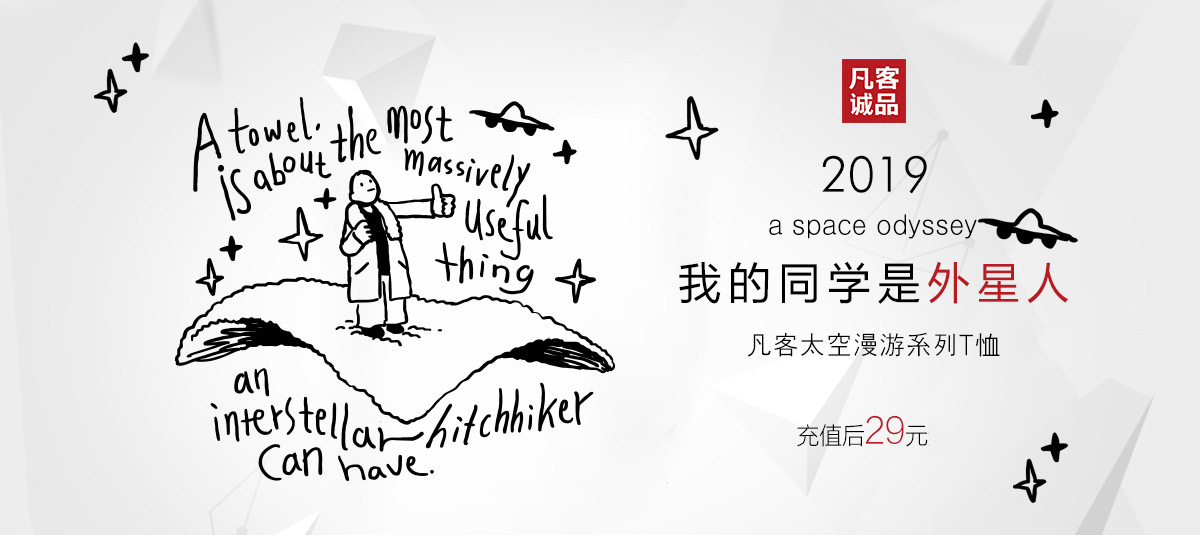 A towel.
is about the most
massively
useful
thing
an
interstellar hitchhiker
can have.
凡客
诚品
2019
a space odyssey
我的同学是外星人
凡客太空漫游系列T恤
充值后29元